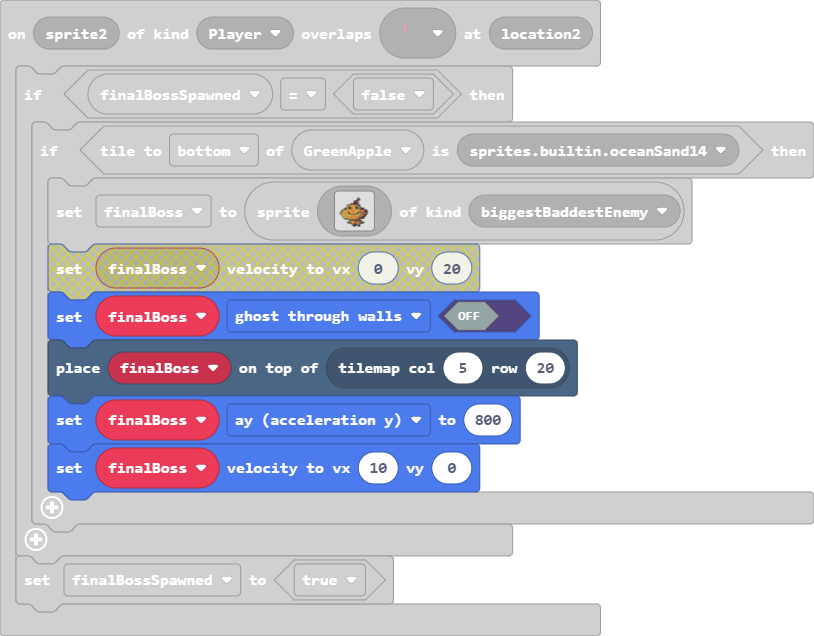 on sprite2 of kind Player overlaps at location2
if finalBossSpawned = false then
if tile to bottom of GreenApple is sprites.builtin.oceanSand14 then
set finalBoss to sprite of kind biggestBaddestEnemy
set finalBoss velocity to vx 0 vy 20
set finalBoss ghost through walls OFF
place finalBoss on top of tilemap col 5 row 20
set finalBoss ay (acceleration y) to 800
set finalBoss velocity to vx 10 vy 0
set finalBossSpawned to true